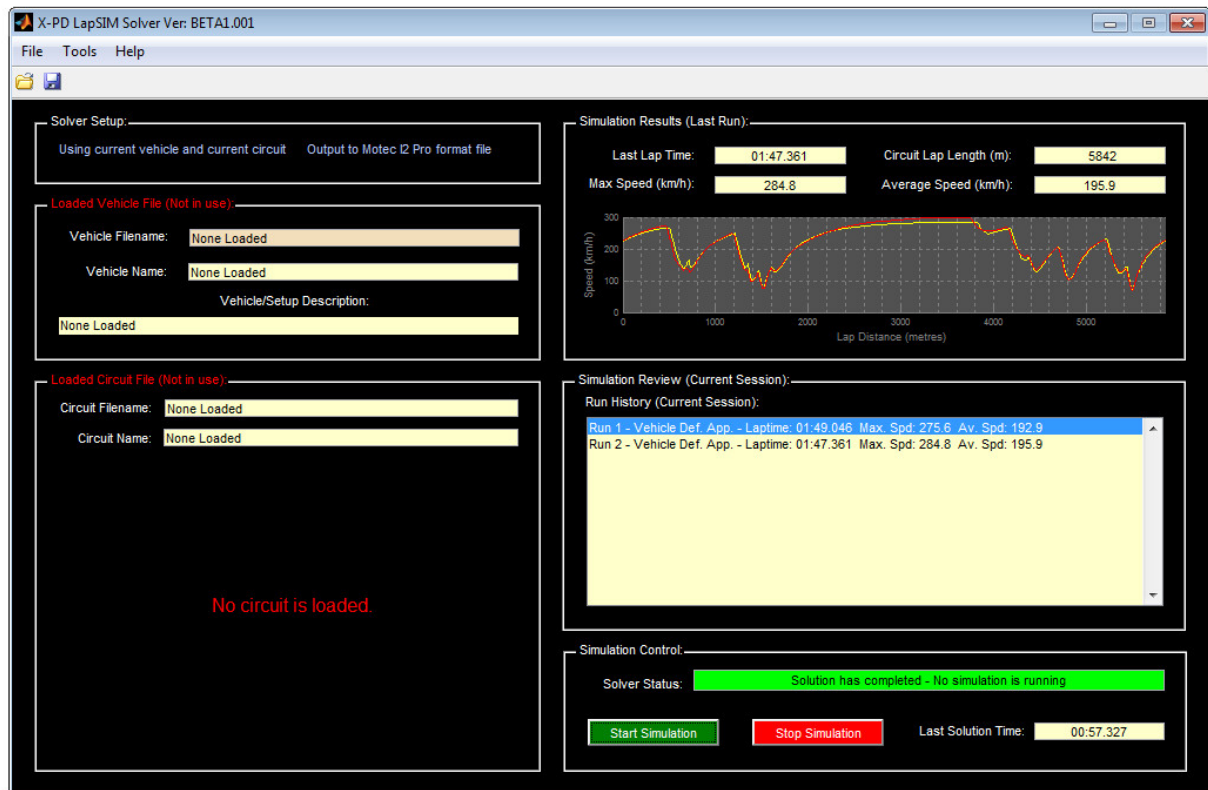 X-PD LapSIM Solver Ver: BETA1.001
File Tools Help
Solver Setup:
Using current vehicle and current circuit Output to Motec I2 Pro format file
Loaded Vehicle File (Not in use):
Vehicle Filename: None Loaded
Vehicle Name: None Loaded
Vehicle/Setup Description:
None Loaded
Loaded Circuit File (Not in use):
Circuit Filename: None Loaded
Circuit Name: None Loaded
No circuit is loaded.
Simulation Results (Last Run):
Last Lap Time: 01:47.361 Circuit Lap Length (m): 5842
Max Speed (km/h): 284.8 Average Speed (km/h): 195.9
300
200
100
0
Speed (km/h)
0 1000 2000 3000 4000 5000
Lap Distance (metres)
Simulation Review (Current Session):
Run History (Current Session):
Run 1 - Vehicle Def. App. - Laptime: 01:49.046 Max. Spd: 275.6 Av. Spd: 192.9
Run 2 - Vehicle Def. App. - Laptime: 01:47.361 Max. Spd: 284.8 Av. Spd: 195.9
Simulation Control:
Solver Status: Solution has completed - No simulation is running
Start Simulation Stop Simulation Last Solution Time: 00:57.327